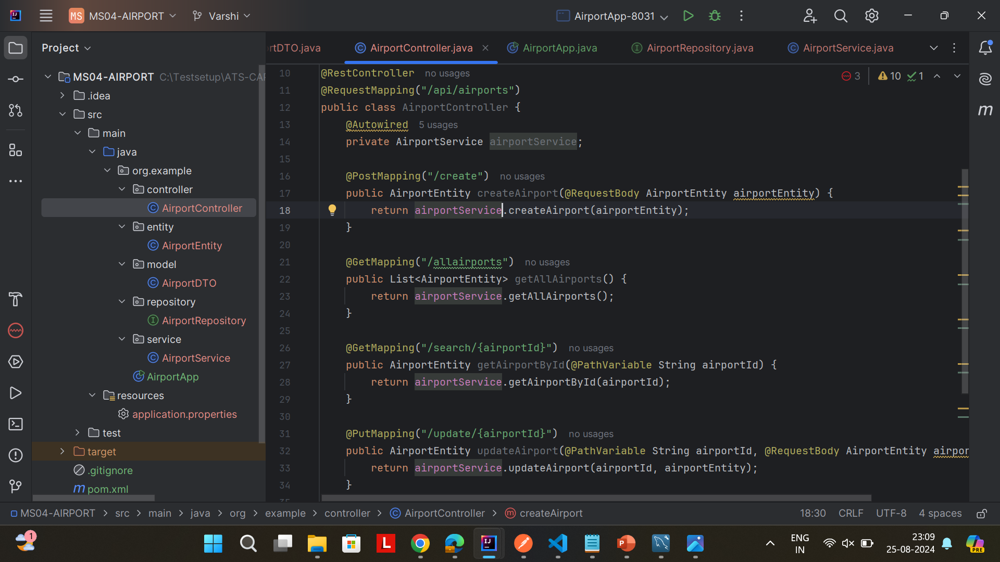 MS MS04-AIRPORT Varshi AirportApp-8031
Project
rtDTO.java AirportController.java AirportApp.java AirportRepository.java AirportService.java
MS04-AIRPORT C:\Testsetup\ATS-CAP
.idea
src
main
java
org.example
controller
AirportController
entity
AirportEntity
model
AirportDTO
repository
AirportRepository
service
AirportService
AirportApp
resources
application.properties
test
target
.gitignore
pom.xml
3 10 1
10 @RestController no usages
11 @RequestMapping("/api/airports")
12 public class AirportController {
13 @Autowired 5 usages
14 private AirportService airportService;
15
16 @PostMapping("/create") no usages
17 public AirportEntity createAirport(@RequestBody AirportEntity airportEntity) {
18 return airportService.createAirport(airportEntity);
19 }
20
21 @GetMapping("/allairports") no usages
22 public List<AirportEntity> getAllAirports() {
23 return airportService.getAllAirports();
24 }
25
26 @GetMapping("/search/{airportId}") no usages
27 public AirportEntity getAirportById(@PathVariable String airportId) {
28 return airportService.getAirportById(airportId);
29 }
30
31 @PutMapping("/update/{airportId}") no usages
32 public AirportEntity updateAirport(@PathVariable String airportId, @RequestBody AirportEntity airpor
33 return airportService.updateAirport(airportId, airportEntity);
34 }
35
MS04-AIRPORT > src > main > java > org > example > controller > AirportController > createAirport 18:30 CRLF UTF-8 4 spaces
1
ENG
IN
23:09
25-08-2024
PRE